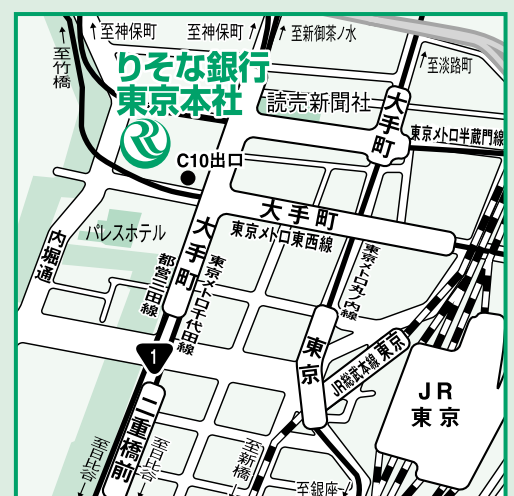 至神保町
至神保町
至新御茶ノ水
至竹橋
至淡路町
りそな銀行
東京本社
読売新聞社
大手町
東京メトロ半蔵門線
C10出口
大手町
東京メトロ東西線
パレスホテル
内堀通
大手町
都営三田線
東京メトロ千代田線
東京メトロ丸ノ内線
1
東京
JR総武本線 東京
JR
東京
二重橋前
至日比谷
至日比谷
至新橋
至銀座